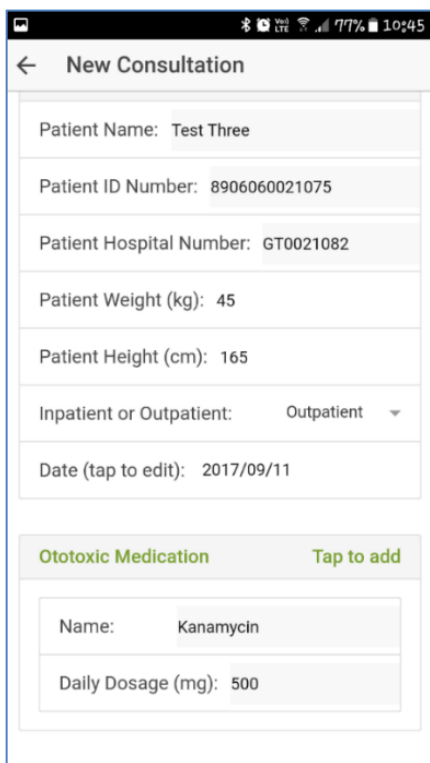 Vo)) LTE 77% 10:45
← New Consultation
Patient Name: Test Three
Patient ID Number: 8906060021075
Patient Hospital Number: GT0021082
Patient Weight (kg): 45
Patient Height (cm): 165
Inpatient or Outpatient: Outpatient
Date (tap to edit): 2017/09/11
Ototoxic Medication Tap to add
Name: Kanamycin
Daily Dosage (mg): 500